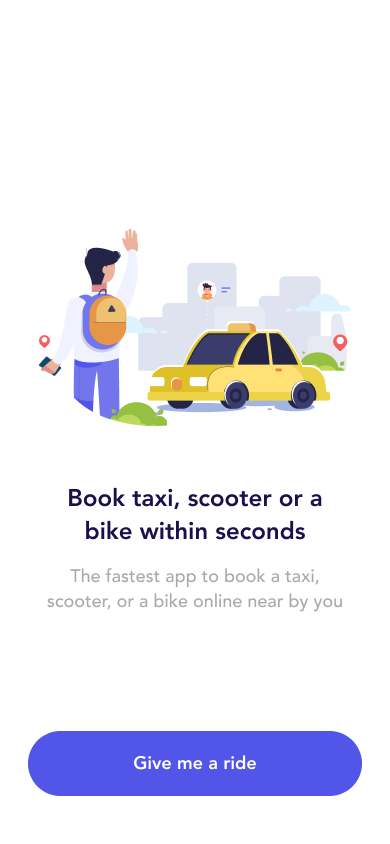 Book taxi, scooter or a
bike within seconds
The fastest app to book a taxi,
scooter, or a bike online near by you
Give me a ride